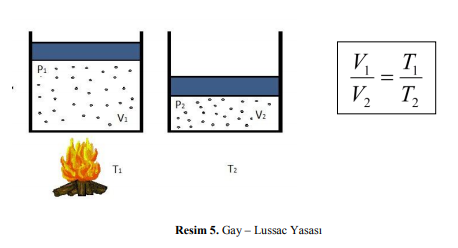 P₁
V₁
P₂
V₂
T₁
T₂
V₁ / V₂ = T₁ / T₂
Resim 5. Gay – Lussac Yasası